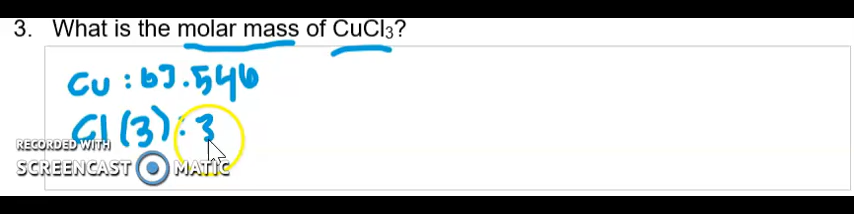 3. What is the molar mass of CuCl₃?
Cu : 63.546
Cl (3) : 3
RECORDED WITH
SCREENCAST MATIC